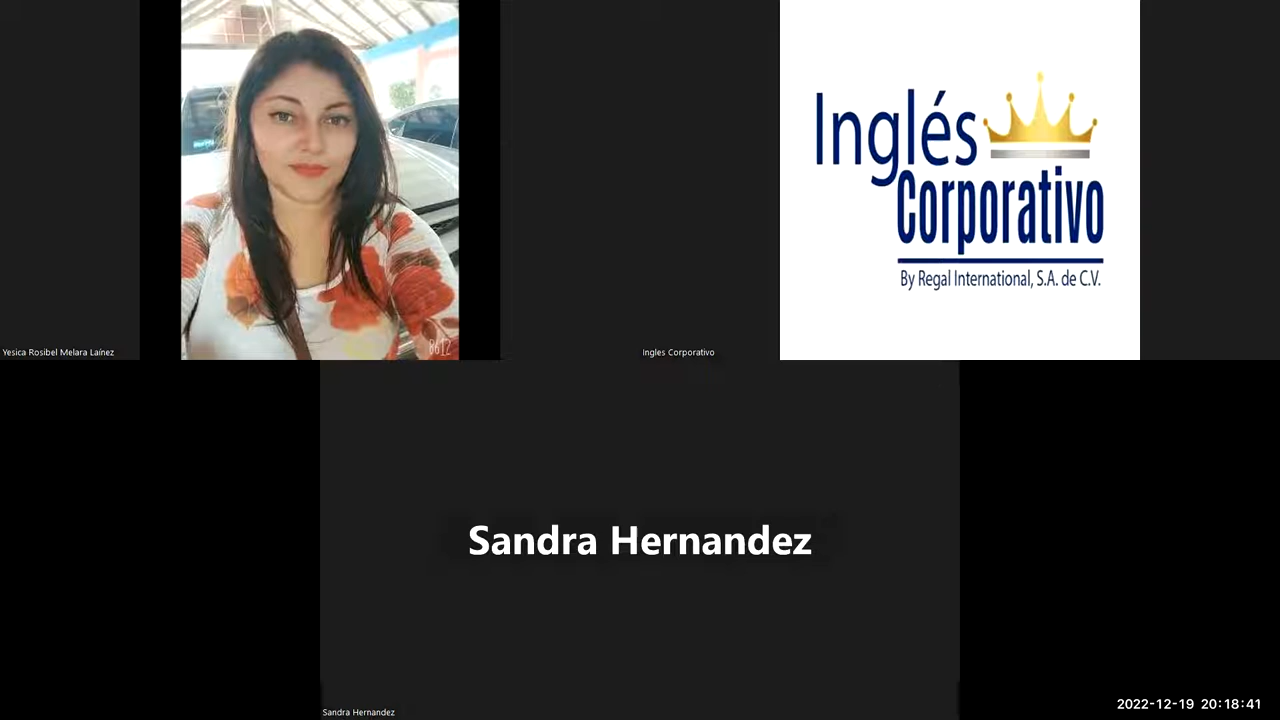 Inglés
Corporativo
By Regal International, S.A. de C.V.
8612
Yesica Rosibel Melara Laínez
Ingles Corporativo
Sandra Hernandez
Sandra Hernandez
2022-12-19 20:18:41